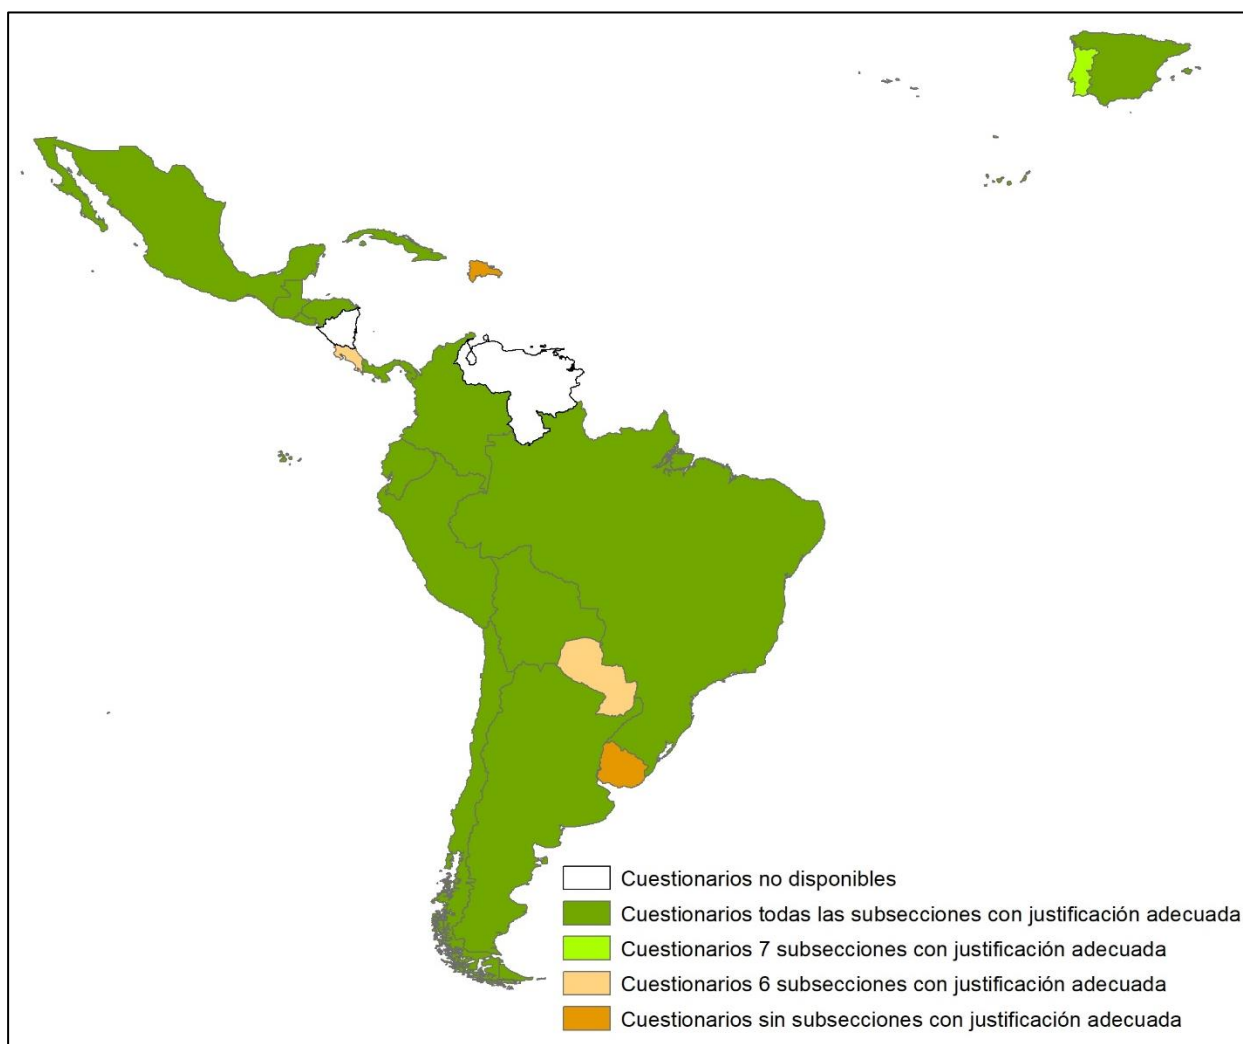 Cuestionarios no disponibles
Cuestionarios todas las subsecciones con justificación adecuada
Cuestionarios 7 subsecciones con justificación adecuada
Cuestionarios 6 subsecciones con justificación adecuada
Cuestionarios sin subsecciones con justificación adecuada